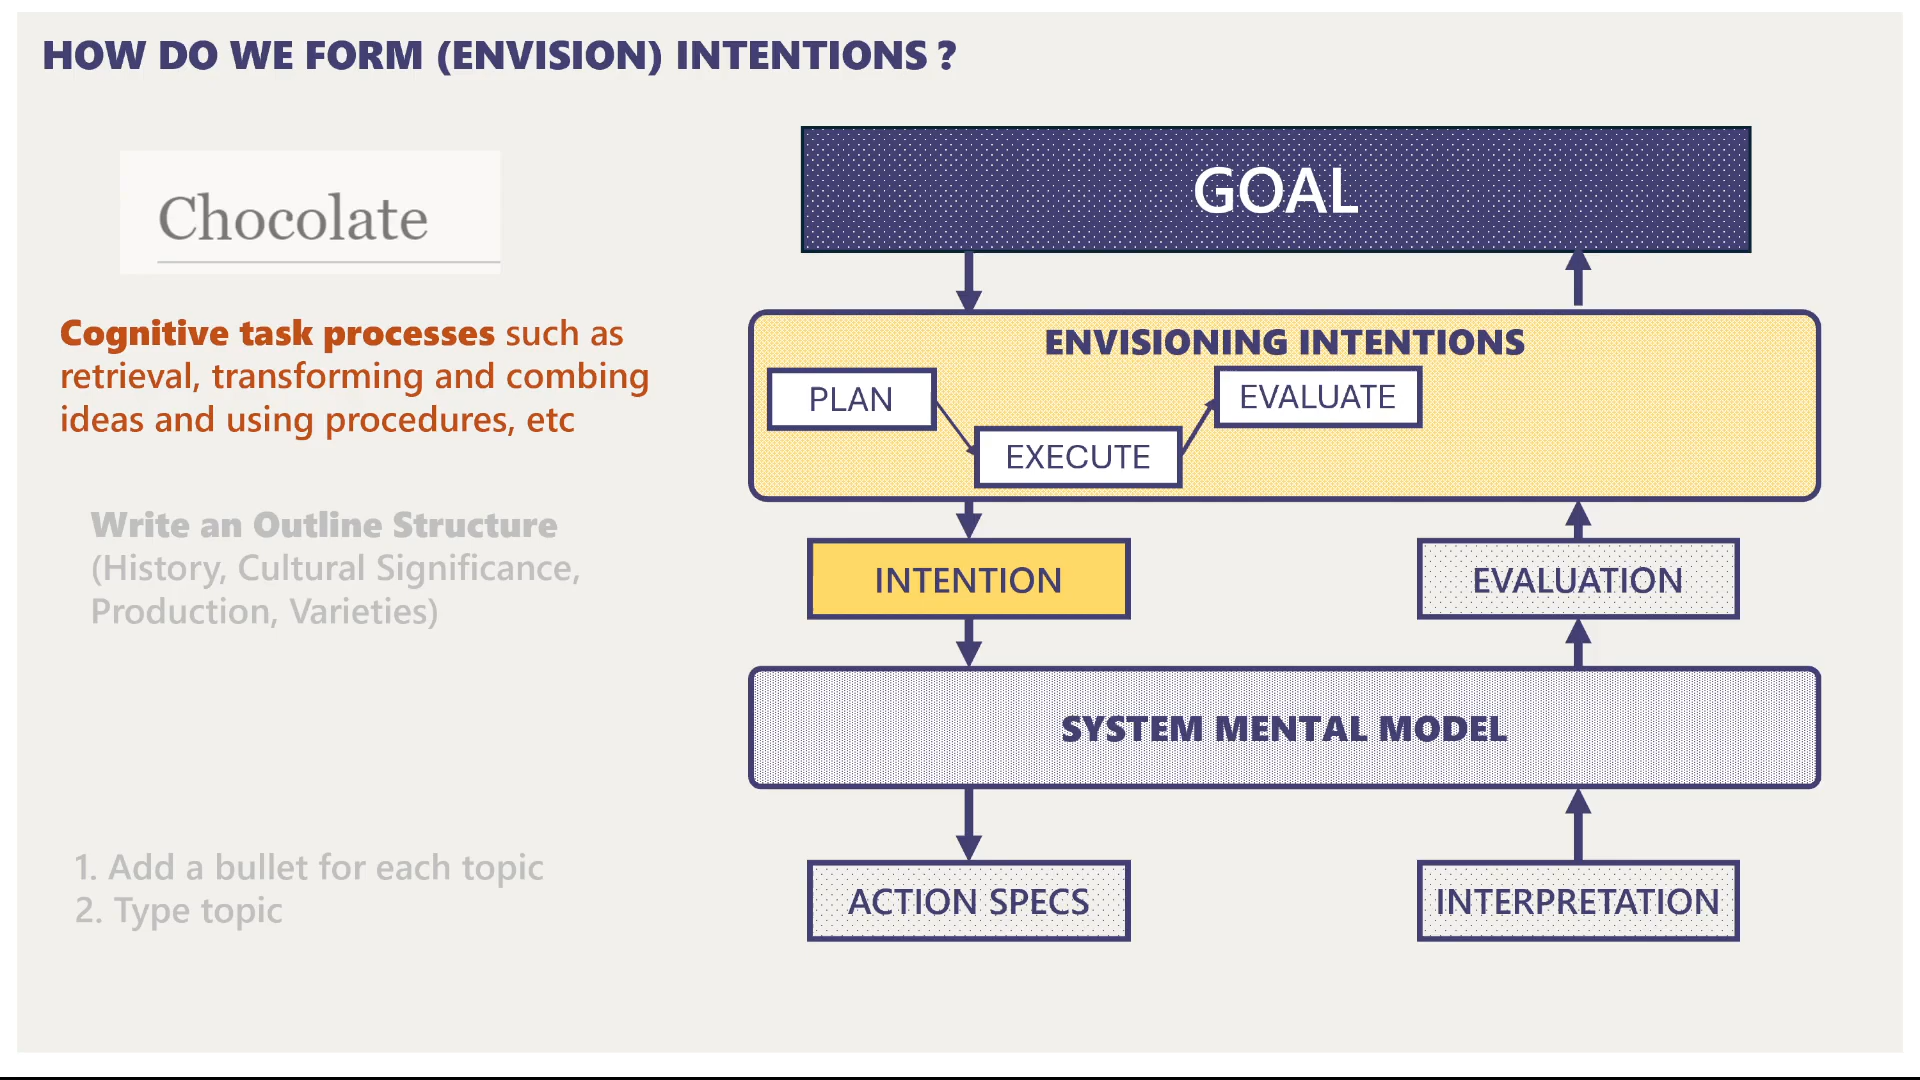 HOW DO WE FORM (ENVISION) INTENTIONS ?
Chocolate
Cognitive task processes such as
retrieval, transforming and combing
ideas and using procedures, etc
Write an Outline Structure
(History, Cultural Significance,
Production, Varieties)
1. Add a bullet for each topic
2. Type topic
GOAL
ENVISIONING INTENTIONS
PLAN
EXECUTE
EVALUATE
INTENTION
EVALUATION
SYSTEM MENTAL MODEL
ACTION SPECS
INTERPRETATION